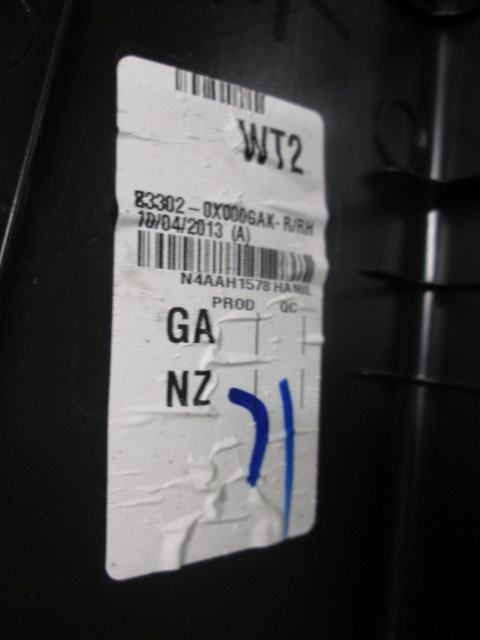 WT2
83302-0X000GAK-R/RH
10/04/2013 (A)
N4AAH1578 HANIL
PROD QC
GA
NZ